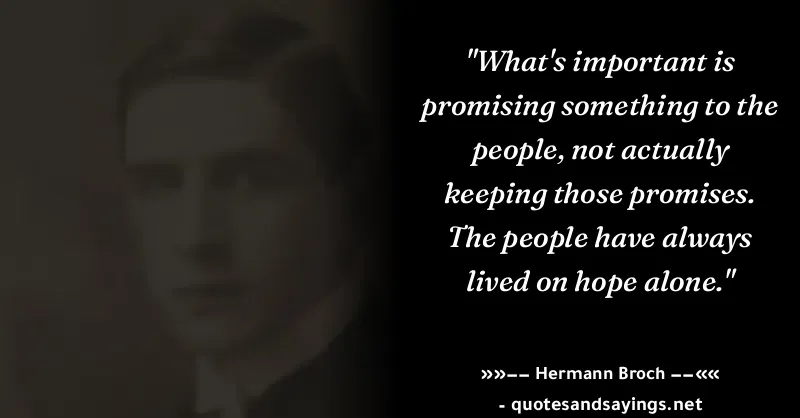 "What's important is
promising something to the
people, not actually
keeping those promises.
The people have always
lived on hope alone."
»»−− Hermann Broch −−««
- quotesandsayings.net